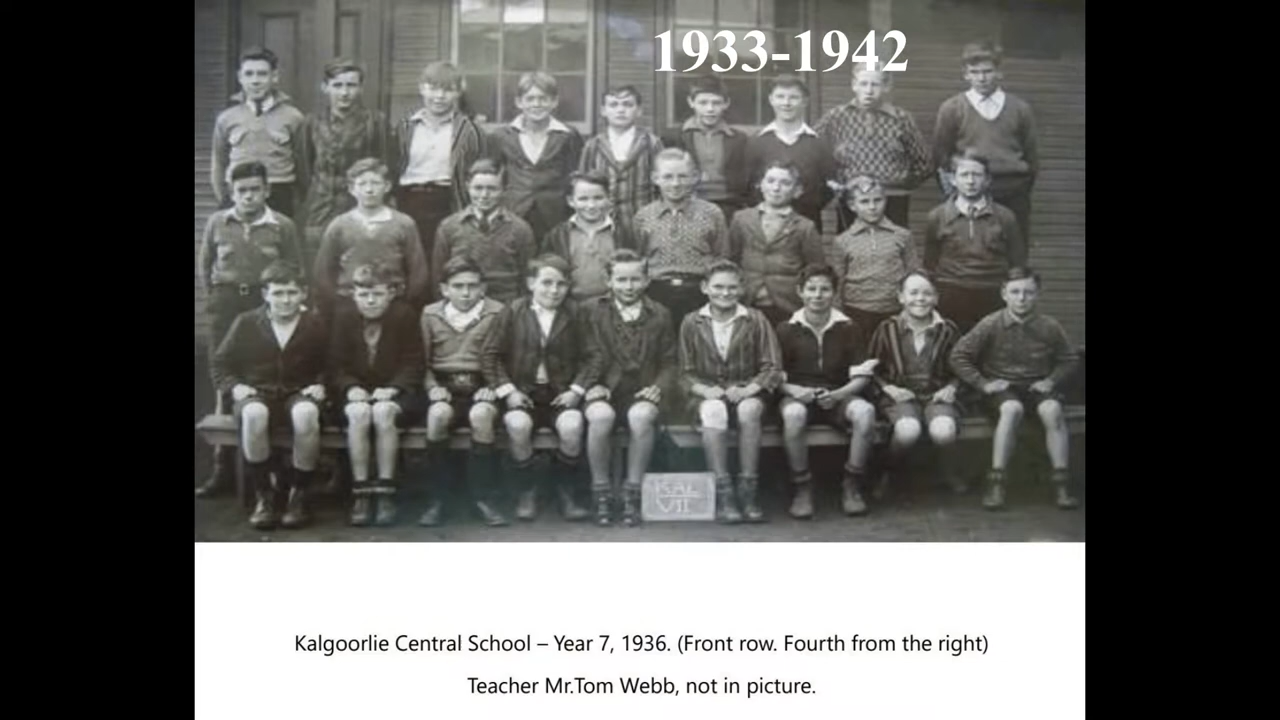 1933-1942
KAL
VII
Kalgoorlie Central School – Year 7, 1936. (Front row. Fourth from the right)
Teacher Mr.Tom Webb, not in picture.